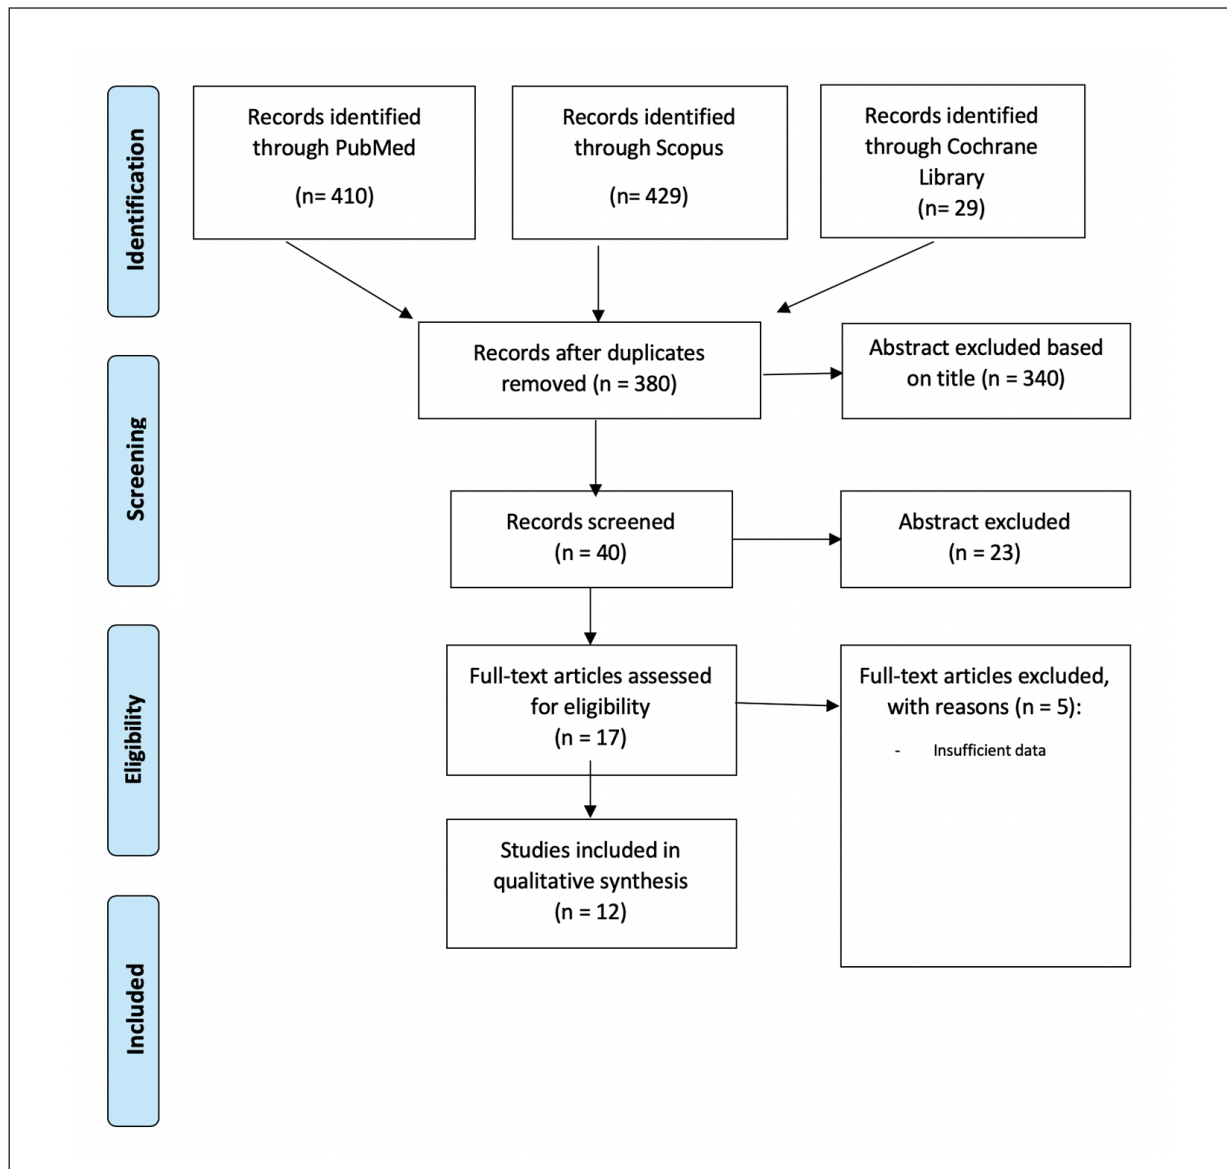 Identification
Records identified
through PubMed
(n= 410)
Records identified
through Scopus
(n= 429)
Records identified
through Cochrane
Library
(n= 29)
Records after duplicates
removed (n = 380)
Abstract excluded based
on title (n = 340)
Screening
Records screened
(n = 40)
Abstract excluded
(n = 23)
Eligibility
Full-text articles assessed
for eligibility
(n = 17)
Full-text articles excluded,
with reasons (n = 5):
- Insufficient data
Studies included in
qualitative synthesis
(n = 12)
Included